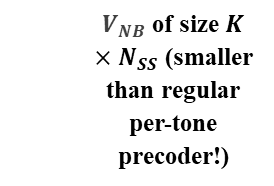 V_NB of size K
× N_SS (smaller
than regular
per-tone
precoder!)